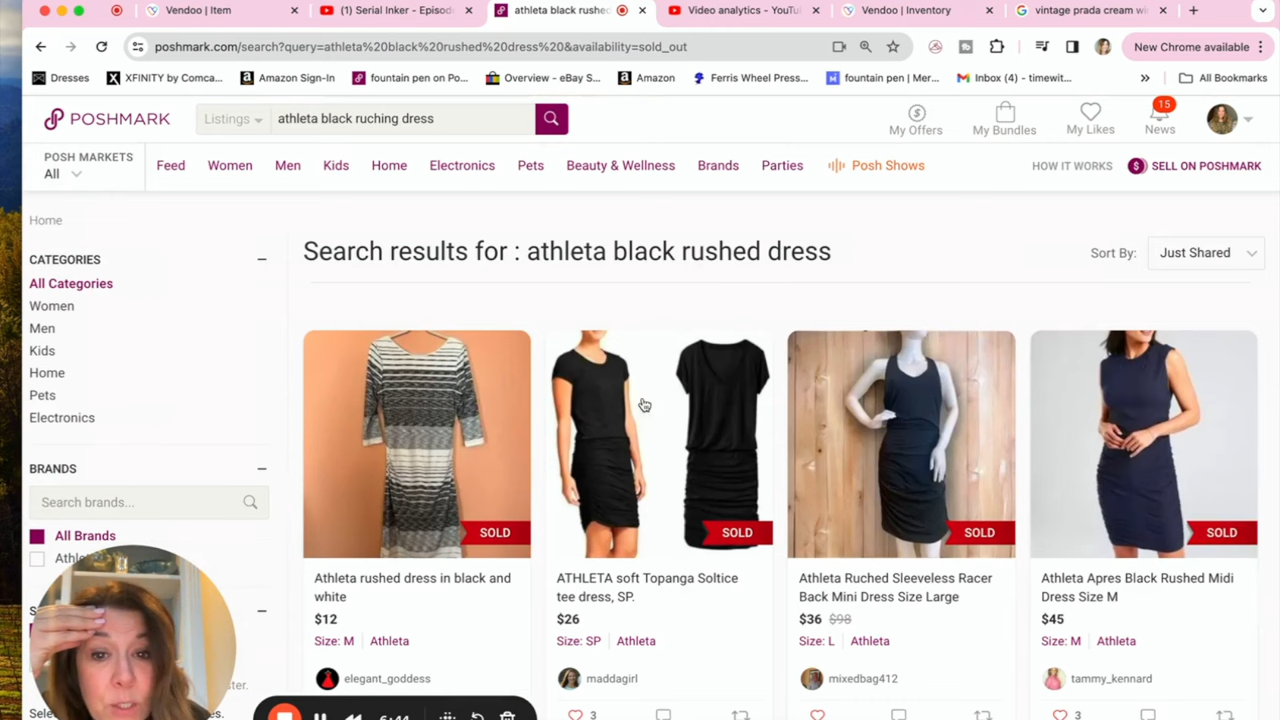 Vendoo | Item
(1) Serial Inker - Episod
athleta black rushed
Video analytics - YouTu
Vendoo | Inventory
vintage prada cream wi
poshmark.com/search?query=athleta%20black%20rushed%20dress%20&availability=sold_out
New Chrome available
Dresses
XFINITY by Comca...
Amazon Sign-In
fountain pen on Po...
Overview - eBay S...
Amazon
Ferris Wheel Press...
fountain pen | Mer...
Inbox (4) - timewit...
All Bookmarks
POSHMARK
Listings
athleta black ruching dress
My Offers
My Bundles
My Likes
15
News
POSH MARKETS
All
Feed
Women
Men
Kids
Home
Electronics
Pets
Beauty & Wellness
Brands
Parties
Posh Shows
HOW IT WORKS
SELL ON POSHMARK
Home
CATEGORIES
All Categories
Women
Men
Kids
Home
Pets
Electronics
BRANDS
Search brands...
All Brands
Search results for : athleta black rushed dress
Sort By:
Just Shared
SOLD
SOLD
SOLD
SOLD
Athleta rushed dress in black and
white
$12
Size: M
Athleta
elegant_goddess
ATHLETA soft Topanga Soltice
tee dress, SP.
$26
Size: SP
Athleta
maddagirl
3
Athleta Ruched Sleeveless Racer
Back Mini Dress Size Large
$36 $98
Size: L
Athleta
mixedbag412
Athleta Apres Black Rushed Midi
Dress Size M
$45
Size: M
Athleta
tammy_kennard
3